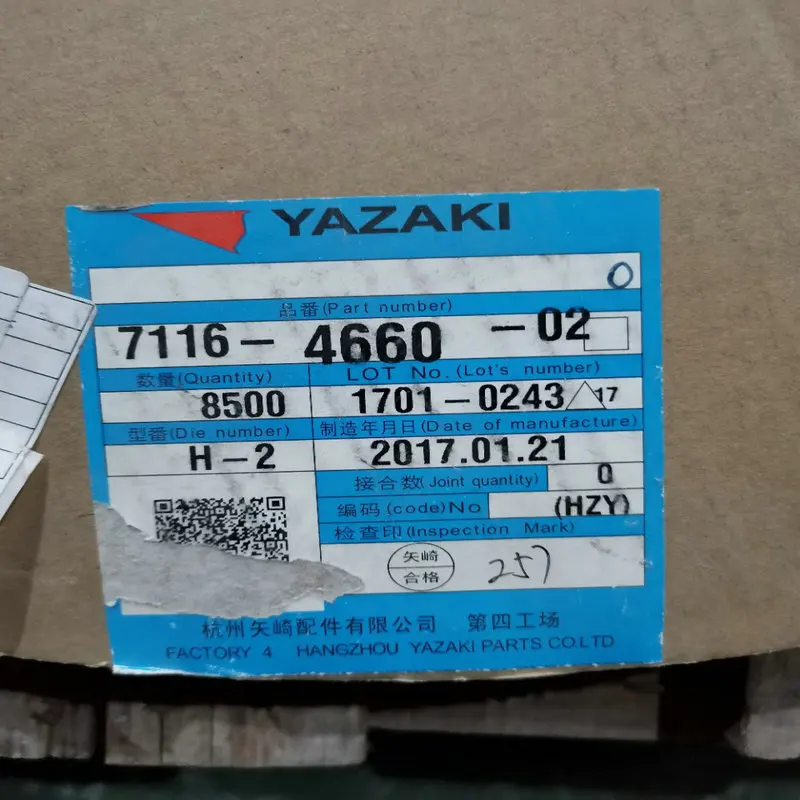 YAZAKI
O
品番(Part number)
7116-4660-02
数量(Quantity) LOT No.(Lot's number)
8500 1701-0243 17
型番(Die number) 制造年月日(Date of manufacture)
H-2 2017.01.21
接合数(Joint quantity) 0
编码(code)No (HZY)
检查印(Inspection Mark)
矢崎
合格
257
杭州矢崎配件有限公司 第四工场
FACTORY 4 HANGZHOU YAZAKI PARTS CO.LTD